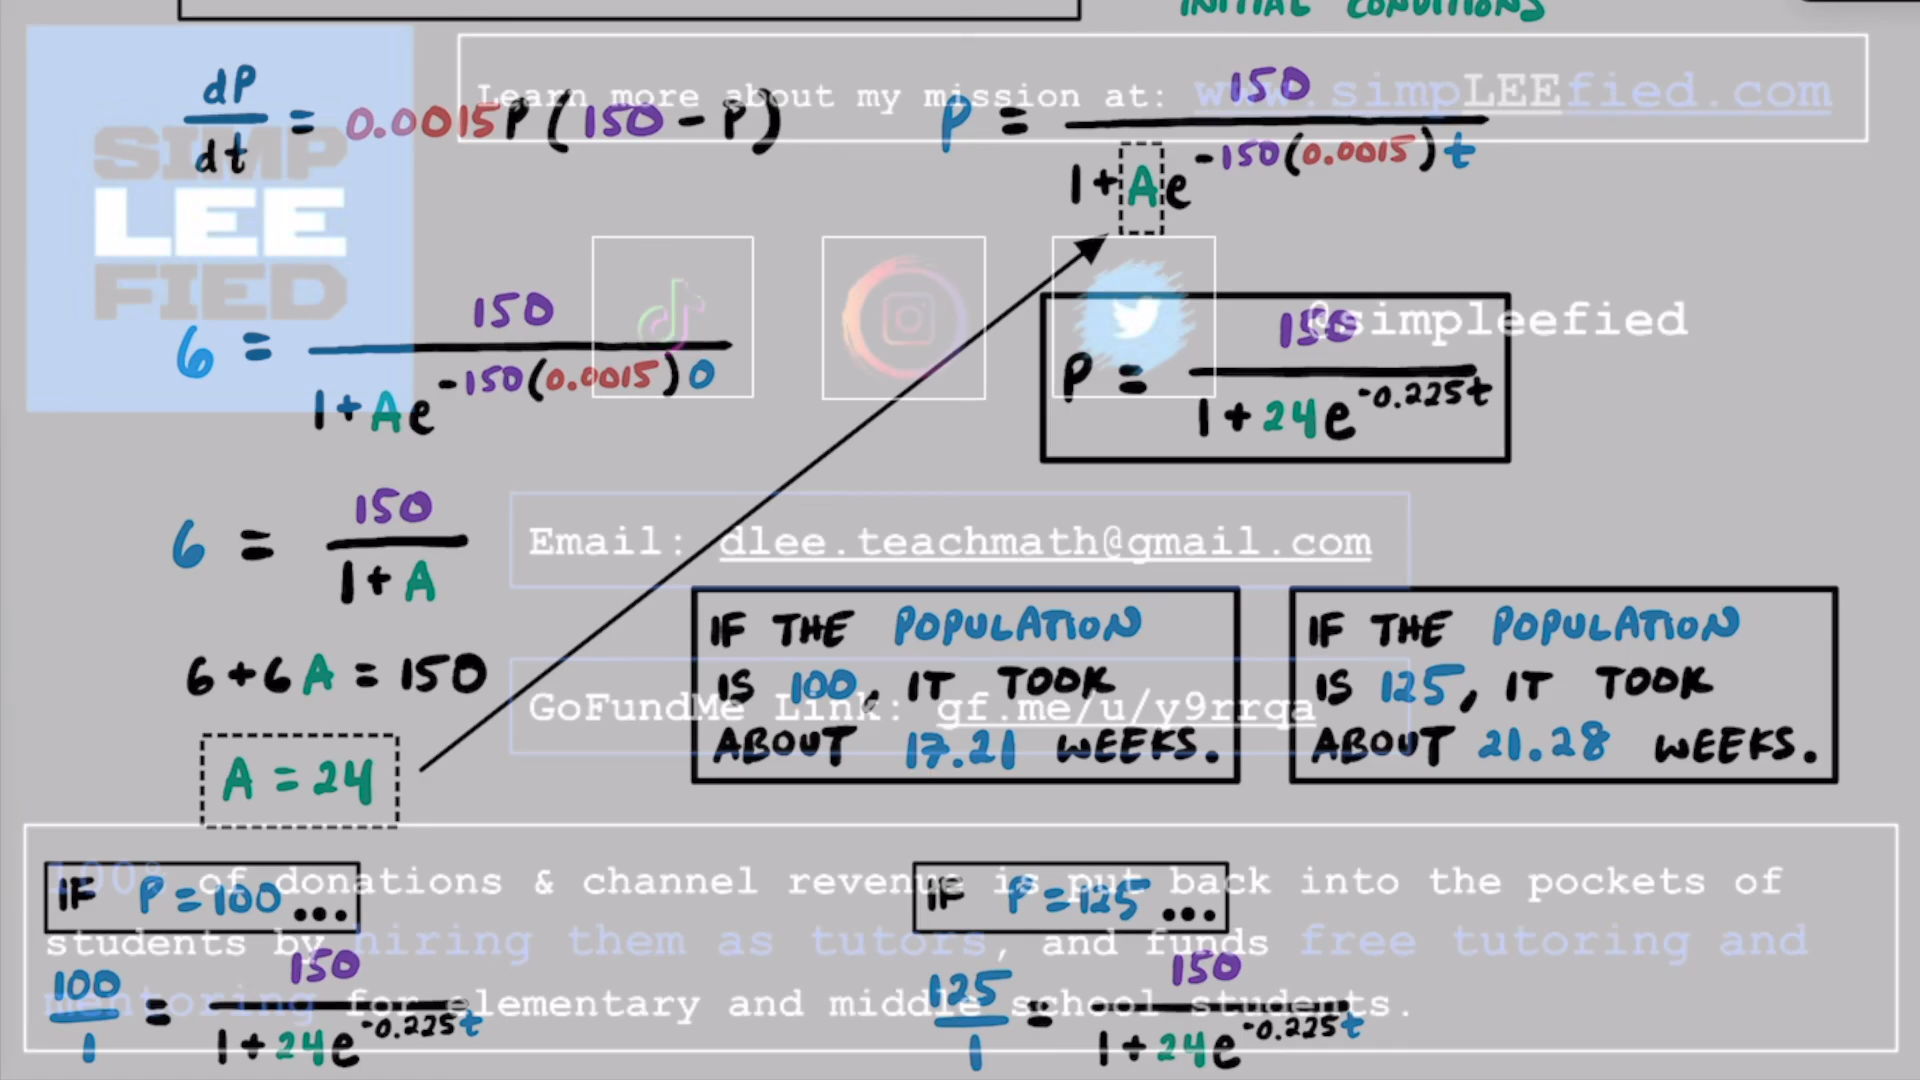 INITIAL CONDITIONS
Learn more about my mission at: www.simpLEEfied.com
dP/dt = 0.0015P(150 - P)
P = 150/(1 + Ae^-150(0.0015)t)
SIMP
LEE
FIED
@simpleefied
6 = 150/(1 + Ae^-150(0.0015)0)
P = 150/(1 + 24e^-0.225t)
6 = 150/(1 + A)
Email: dlee.teachmath@gmail.com
6 + 6A = 150
GoFundMe Link: gf.me/u/y9rrqa
IF THE POPULATION
IS 100, IT TOOK
ABOUT 17.21 WEEKS.
IF THE POPULATION
IS 125, IT TOOK
ABOUT 21.28 WEEKS.
A = 24
100% of donations & channel revenue is put back into the pockets of
students by hiring them as tutors, and funds free tutoring and
mentoring for elementary and middle school students.
IF P = 100 ...
100/1 = 150/(1 + 24e^-0.225t)
IF P = 125 ...
125/1 = 150/(1 + 24e^-0.225t)